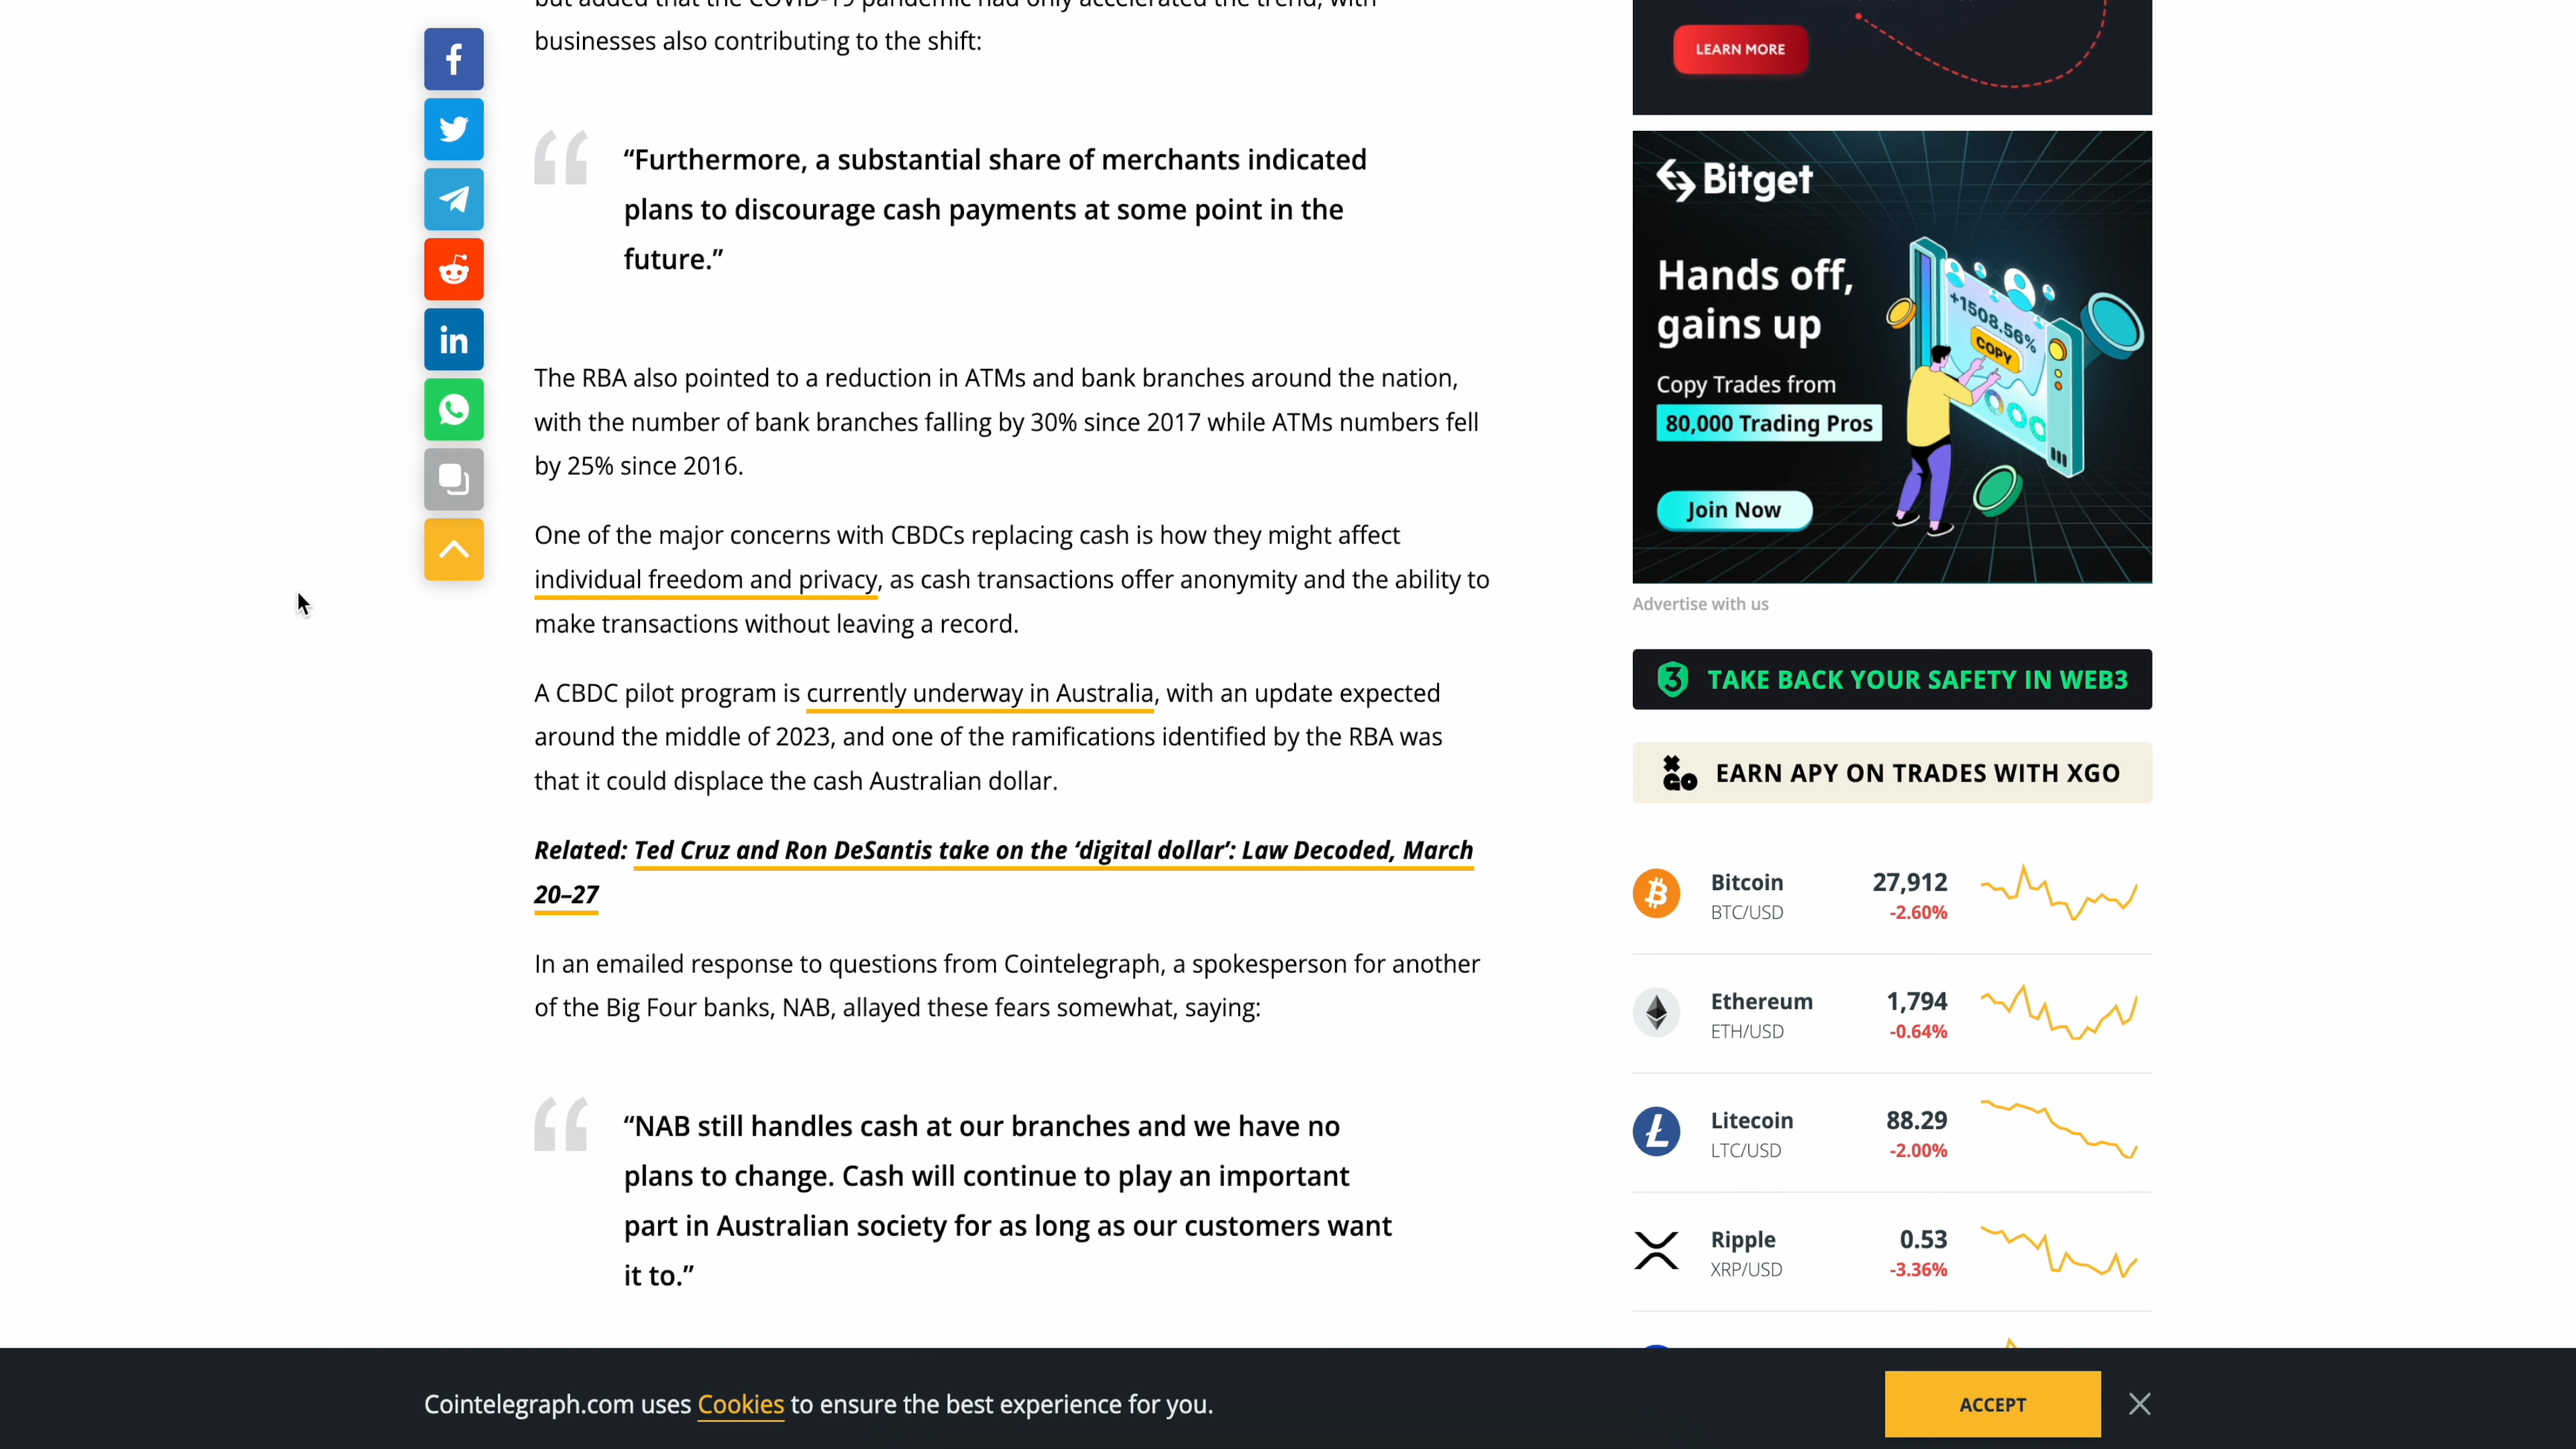 but added that the COVID-19 pandemic had only accelerated the trend, with
businesses also contributing to the shift:
“Furthermore, a substantial share of merchants indicated
plans to discourage cash payments at some point in the
future.”
The RBA also pointed to a reduction in ATMs and bank branches around the nation,
with the number of bank branches falling by 30% since 2017 while ATMs numbers fell
by 25% since 2016.
One of the major concerns with CBDCs replacing cash is how they might affect
individual freedom and privacy, as cash transactions offer anonymity and the ability to
make transactions without leaving a record.
A CBDC pilot program is currently underway in Australia, with an update expected
around the middle of 2023, and one of the ramifications identified by the RBA was
that it could displace the cash Australian dollar.
Related: Ted Cruz and Ron DeSantis take on the ‘digital dollar’: Law Decoded, March
20–27
In an emailed response to questions from Cointelegraph, a spokesperson for another
of the Big Four banks, NAB, allayed these fears somewhat, saying:
“NAB still handles cash at our branches and we have no
plans to change. Cash will continue to play an important
part in Australian society for as long as our customers want
it to.”
LEARN MORE
Bitget
Hands off,
gains up
Copy Trades from
80,000 Trading Pros
Join Now
+1508.56%
COPY
Advertise with us
TAKE BACK YOUR SAFETY IN WEB3
XGO EARN APY ON TRADES WITH XGO
Bitcoin 27,912
BTC/USD -2.60%
Ethereum 1,794
ETH/USD -0.64%
Litecoin 88.29
LTC/USD -2.00%
Ripple 0.53
XRP/USD -3.36%
Cointelegraph.com uses Cookies to ensure the best experience for you.
ACCEPT